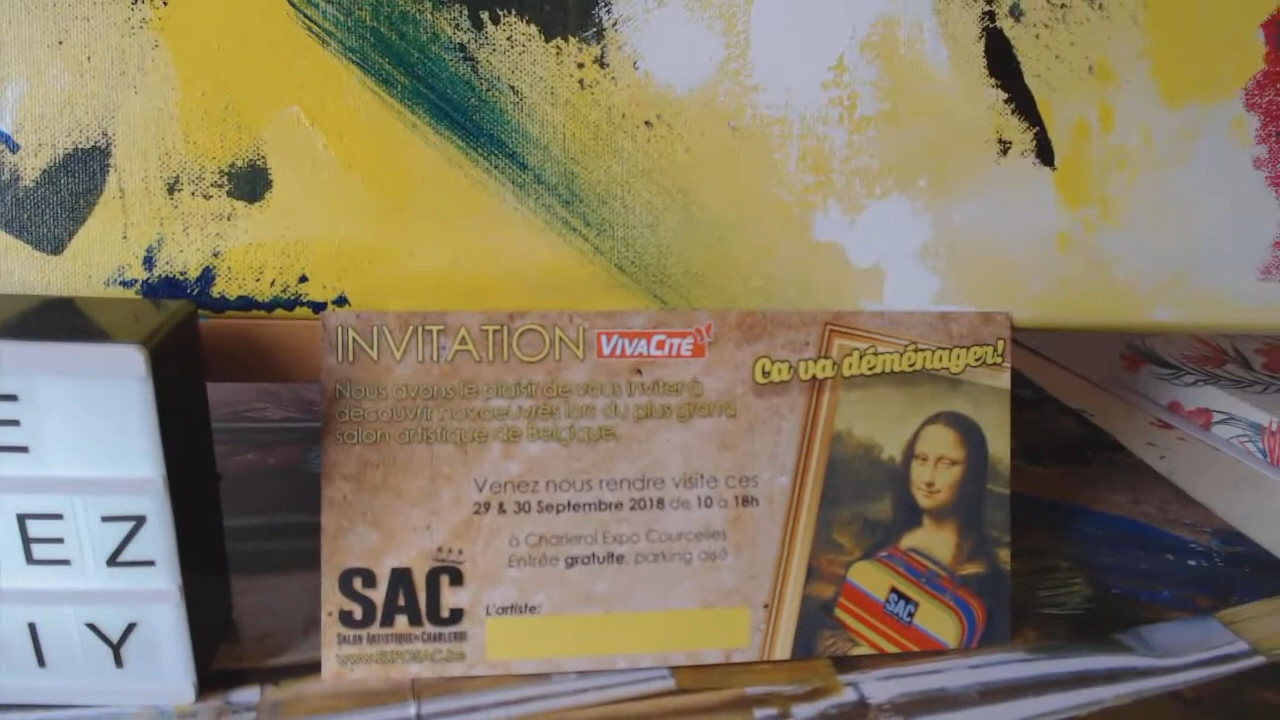 INVITATION VIVACITÉ
Ca va déménager!
Nous avons le plaisir de vous inviter à
découvrir nos oeuvres lors du plus grand
salon artistique de Belgique.
Venez nous rendre visite ces
29 & 30 Septembre 2018 de 10 à 18h
à Charleroi Expo Courcelles
Entrée gratuite, parking aisé
SAC
SALON ARTISTIQUE DE CHARLEROI
www.EXPOSAC.be
L'artiste:
SAC
E
EZ
IY